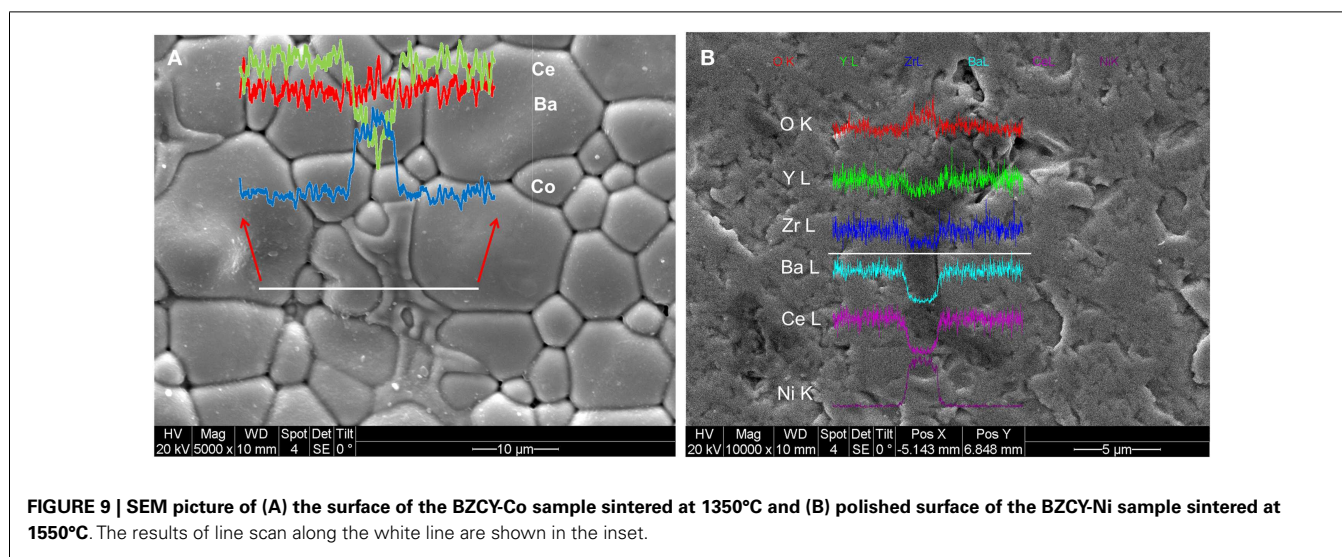 A
Ce
Ba
Co
HV Mag WD Spot Det Tilt
20 kV 5000 x 10 mm 4 SE 0 ° 10 µm
B
O K Y L ZrL BaL CeL NiK
O K
Y L
Zr L
Ba L
Ce L
Ni K
HV Mag WD Spot Det Tilt Pos X Pos Y
20 kV 10000 x 10 mm 4 SE 0 ° -5.143 mm 6.848 mm 5 µm
FIGURE 9 | SEM picture of (A) the surface of the BZCY-Co sample sintered at 1350°C and (B) polished surface of the BZCY-Ni sample sintered at
1550°C. The results of line scan along the white line are shown in the inset.